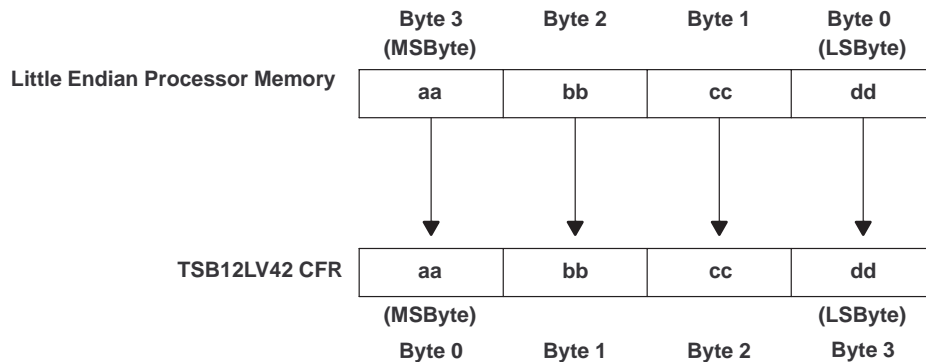 Byte 3 Byte 2 Byte 1 Byte 0
(MSByte) (LSByte)
Little Endian Processor Memory
aa bb cc dd
TSB12LV42 CFR aa bb cc dd
(MSByte) (LSByte)
Byte 0 Byte 1 Byte 2 Byte 3